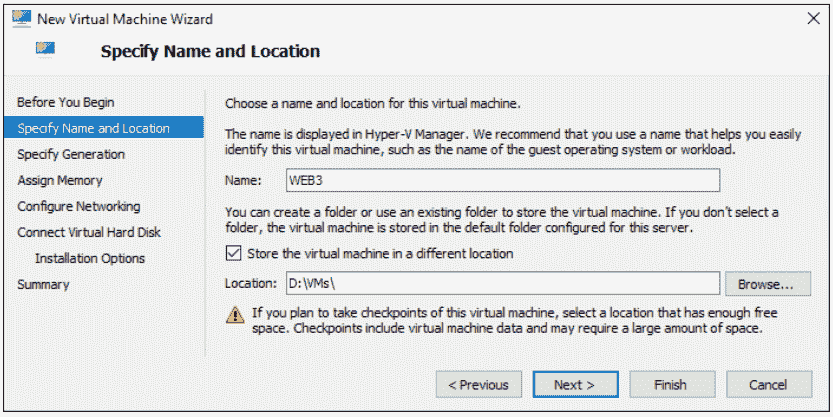 New Virtual Machine Wizard
Specify Name and Location
Before You Begin
Specify Name and Location
Specify Generation
Assign Memory
Configure Networking
Connect Virtual Hard Disk
Installation Options
Summary
Choose a name and location for this virtual machine.
The name is displayed in Hyper-V Manager. We recommend that you use a name that helps you easily
identify this virtual machine, such as the name of the guest operating system or workload.
Name: WEB3
You can create a folder or use an existing folder to store the virtual machine. If you don't select a
folder, the virtual machine is stored in the default folder configured for this server.
Store the virtual machine in a different location
Location: D:\VMs\ Browse...
If you plan to take checkpoints of this virtual machine, select a location that has enough free
space. Checkpoints include virtual machine data and may require a large amount of space.
< Previous Next > Finish Cancel